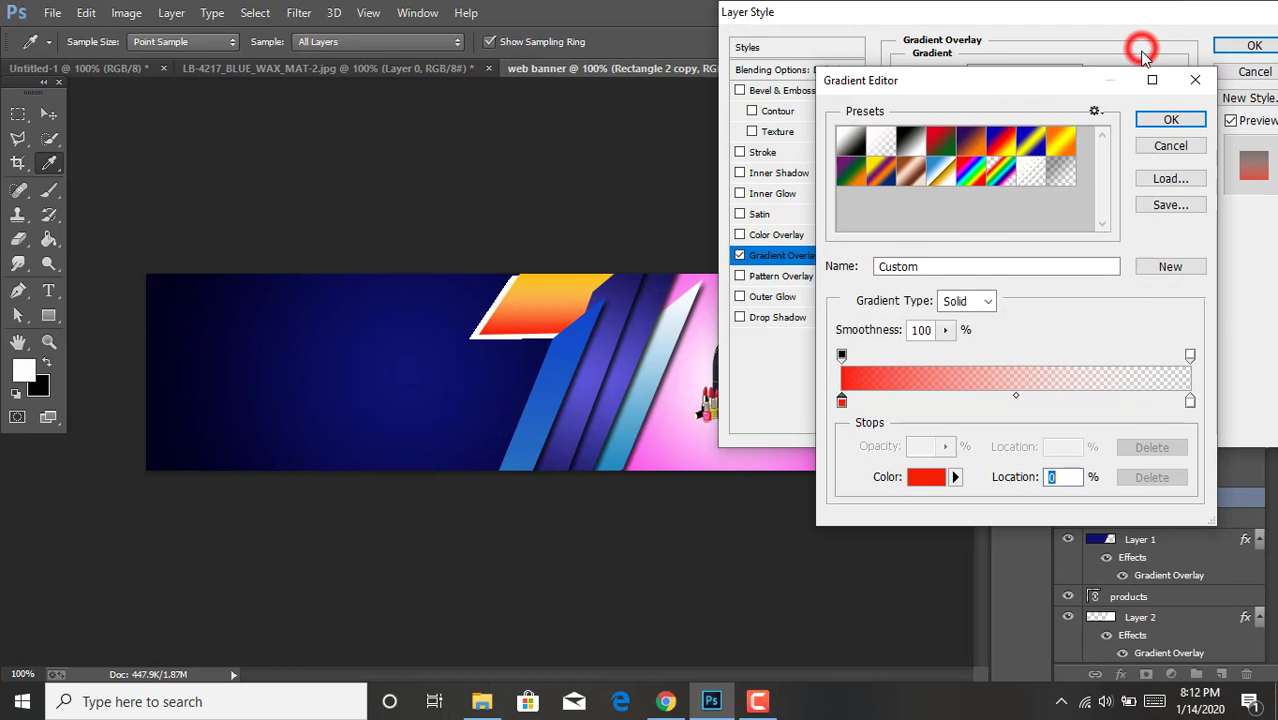 Ps File Edit Image Layer Type Select Filter 3D View Window Help
Layer Style
Sample Size: Point Sample Sample: All Layers Show Sampling Ring
Untitled-1 @ 100% (RGB/8) * × LB-4217_BLUE_WAX_MAT-2.jpg @ 100% (Layer 0, RGB/8#) * × web banner @ 100% (Rectangle 2 copy, RG
Styles
Blending Options: D
Bevel & Emboss
Contour
Texture
Stroke
Inner Shadow
Inner Glow
Satin
Color Overlay
Gradient Overla
Pattern Overlay
Outer Glow
Drop Shadow
Gradient Overlay
Gradient
OK
Cancel
New Style..
Preview
Gradient Editor
Presets
OK
Cancel
Load...
Save...
Name: Custom New
Gradient Type: Solid
Smoothness: 100 %
Stops
Opacity: % Location: % Delete
Color: Location: 0 % Delete
Layer 1 fx
Effects
Gradient Overlay
products
Layer 2 fx
Effects
Gradient Overlay
100% Doc: 447.9K/1.87M
Type here to search
8:12 PM
1/14/2020